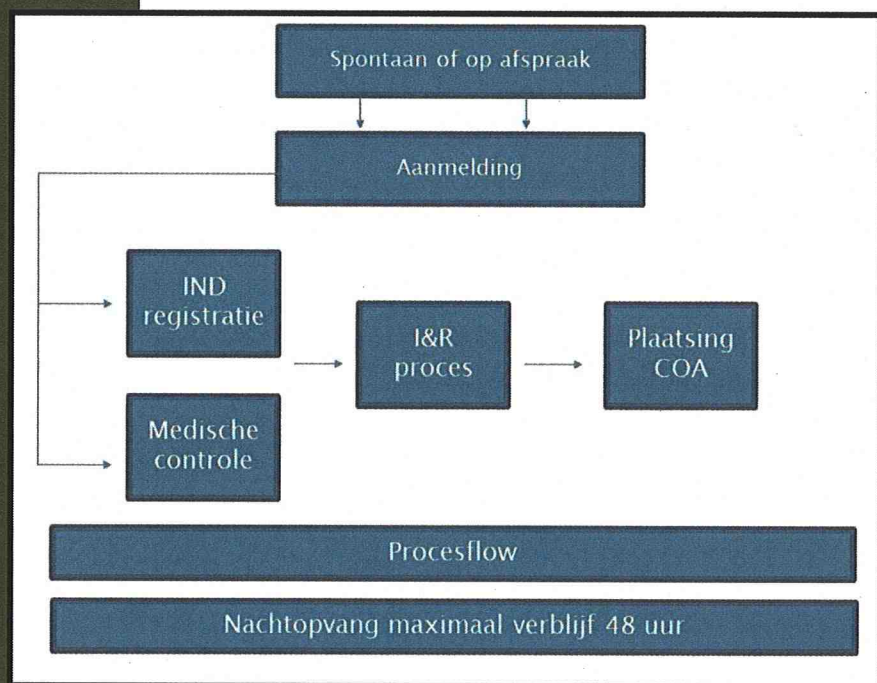 Spontaan of op afspraak
Aanmelding
IND
registratie
I&R
proces
Plaatsing
COA
Medische
controle
Procesflow
Nachtopvang maximaal verblijf 48 uur